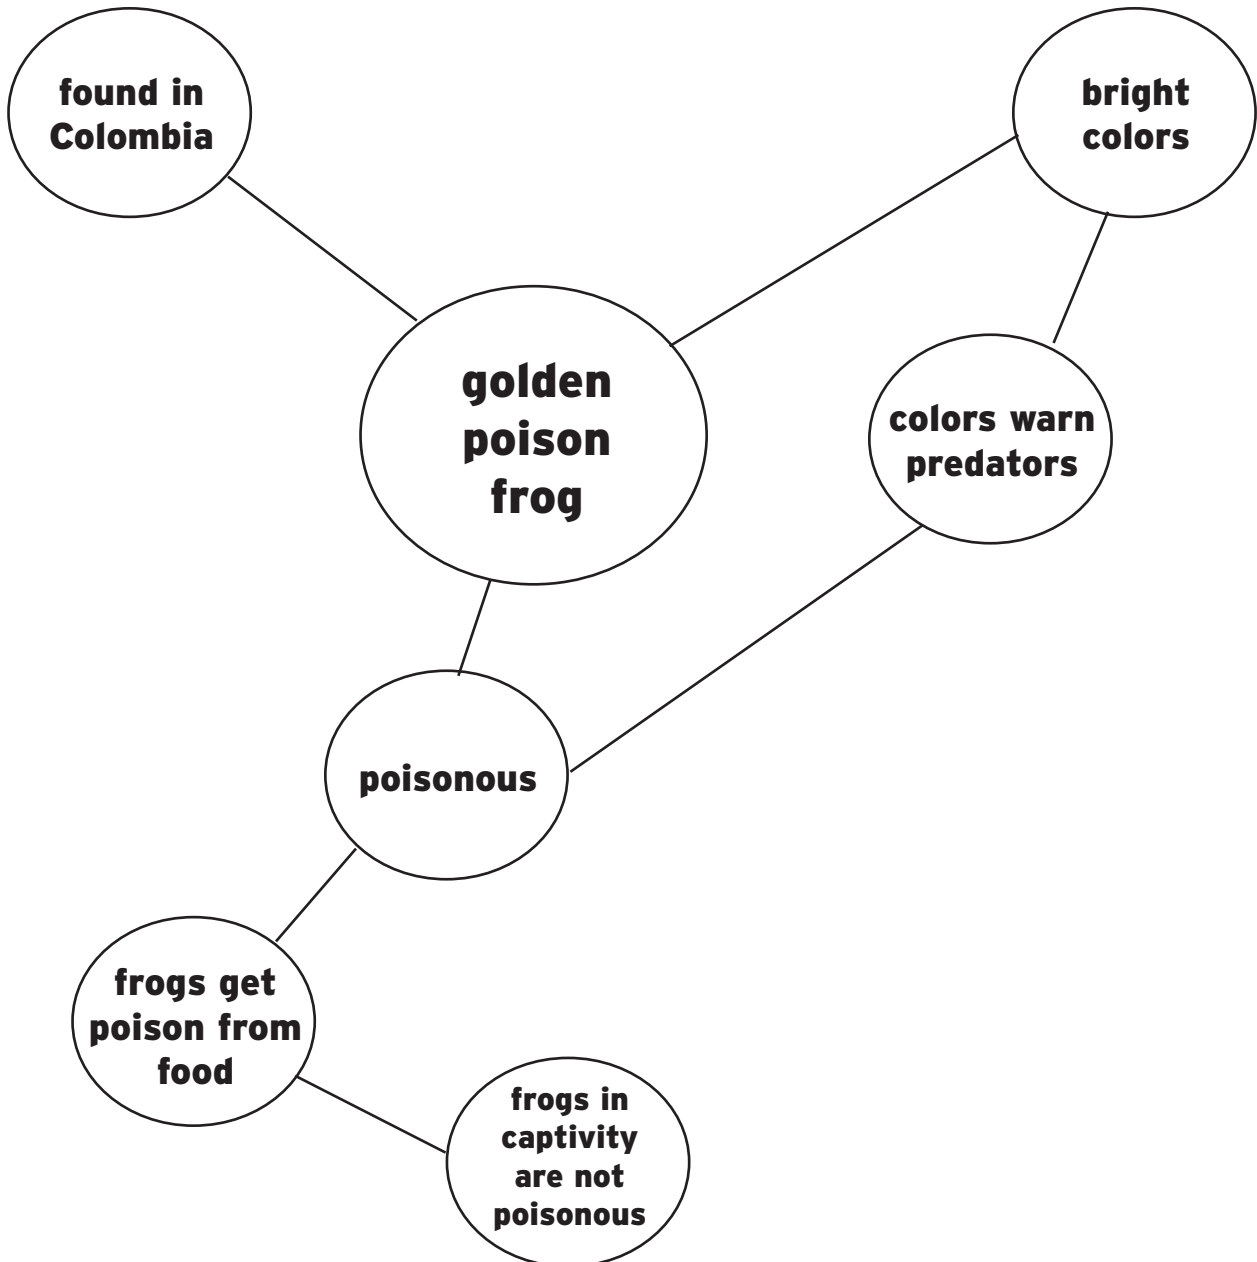 found in
Colombia
bright
colors
golden
poison
frog
colors warn
predators
poisonous
frogs get
poison from
food
frogs in
captivity
are not
poisonous